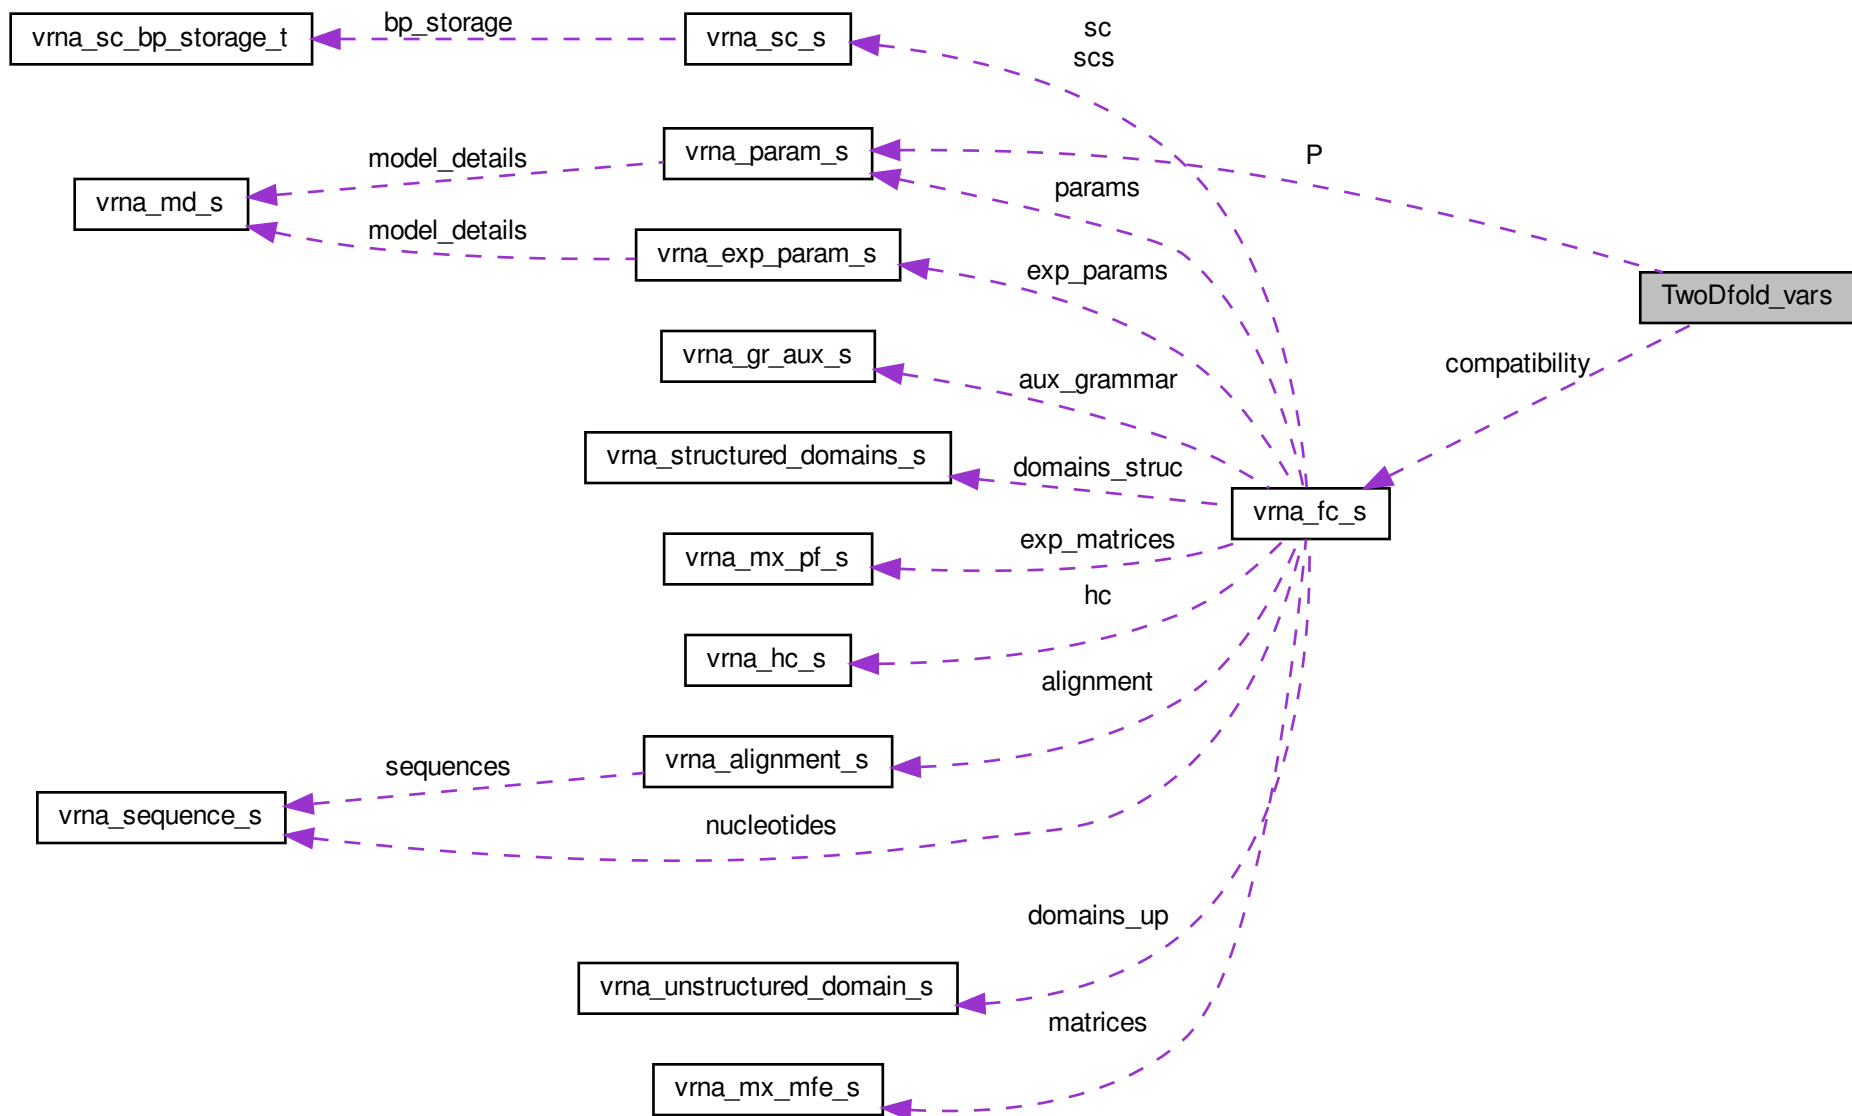 vrna_sc_bp_storage_t
bp_storage
vrna_sc_s
sc
scs
vrna_param_s
P
model_details
params
vrna_md_s
model_details
vrna_exp_param_s
exp_params
TwoDfold_vars
vrna_gr_aux_s
aux_grammar
compatibility
vrna_structured_domains_s
domains_struc
vrna_fc_s
vrna_mx_pf_s
exp_matrices
hc
vrna_hc_s
alignment
vrna_alignment_s
sequences
vrna_sequence_s
nucleotides
domains_up
vrna_unstructured_domain_s
matrices
vrna_mx_mfe_s